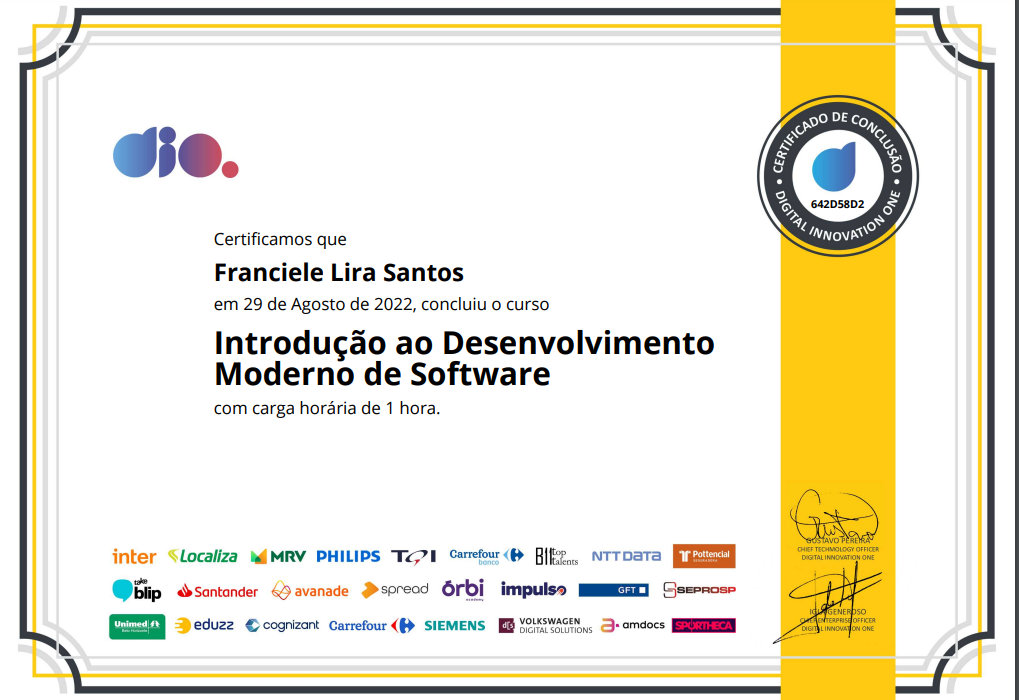 dio.
CERTIFICADO DE CONCLUSÃO
642D58D2
DIGITAL INNOVATION ONE
Certificamos que
Franciele Lira Santos
em 29 de Agosto de 2022, concluiu o curso
Introdução ao Desenvolvimento
Moderno de Software
com carga horária de 1 hora.
GUSTAVO PEREIRA
CHIEF TECHMOLOGY OFFICER
DIGITAL INNOVATION ONE
inter Localiza MRV PHILIPS TQI Carrefour banco B11 top talents NTT DATA Pottencial SEGURADORA
take blip Santander avanade spread órbi academy impulso GFT SEPROSP
Unimed eduzz cognizant Carrefour SIEMENS VOLKSWAGEN DIGITAL SOLUTIONS amdocs SPORTHECA
GENEROSO
CHIEF ENTERPRISE OFFICER
DIGITAL INNOVATION ONE